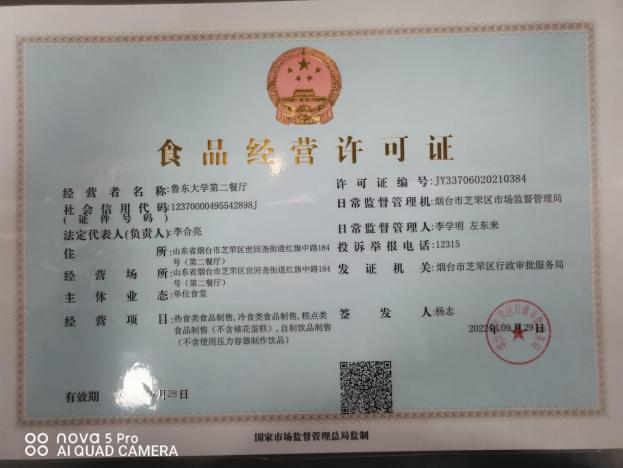 食品经营许可证
经营者名称:鲁东大学第二餐厅
社会信用代码:12370000495542898J
(证件号码)
法定代表人(负责人):李合亮
住所:山东省烟台市芝罘区世回尧街道红旗中路184
号（第二餐厅）
经营场所:山东省烟台市芝罘区世回尧街道红旗中路184
号（第二餐厅）
主体业态:单位食堂
经营项目:热食类食品制售,冷食类食品制售,糕点类
食品制售（不含裱花蛋糕）,自制饮品制售
（不含使用压力容器制作饮品）
有效期 月28日
许可证编号:JY33706020210384
日常监督管理机:烟台市芝罘区市场监督管理局
日常监督管理人:李学明 左东来
投诉举报电话:12315
发证机关:烟台市芝罘区行政审批服务局
签发人:杨志
2022年09月29日
国家市场监督管理总局监制
nova 5 Pro
AI QUAD CAMERA